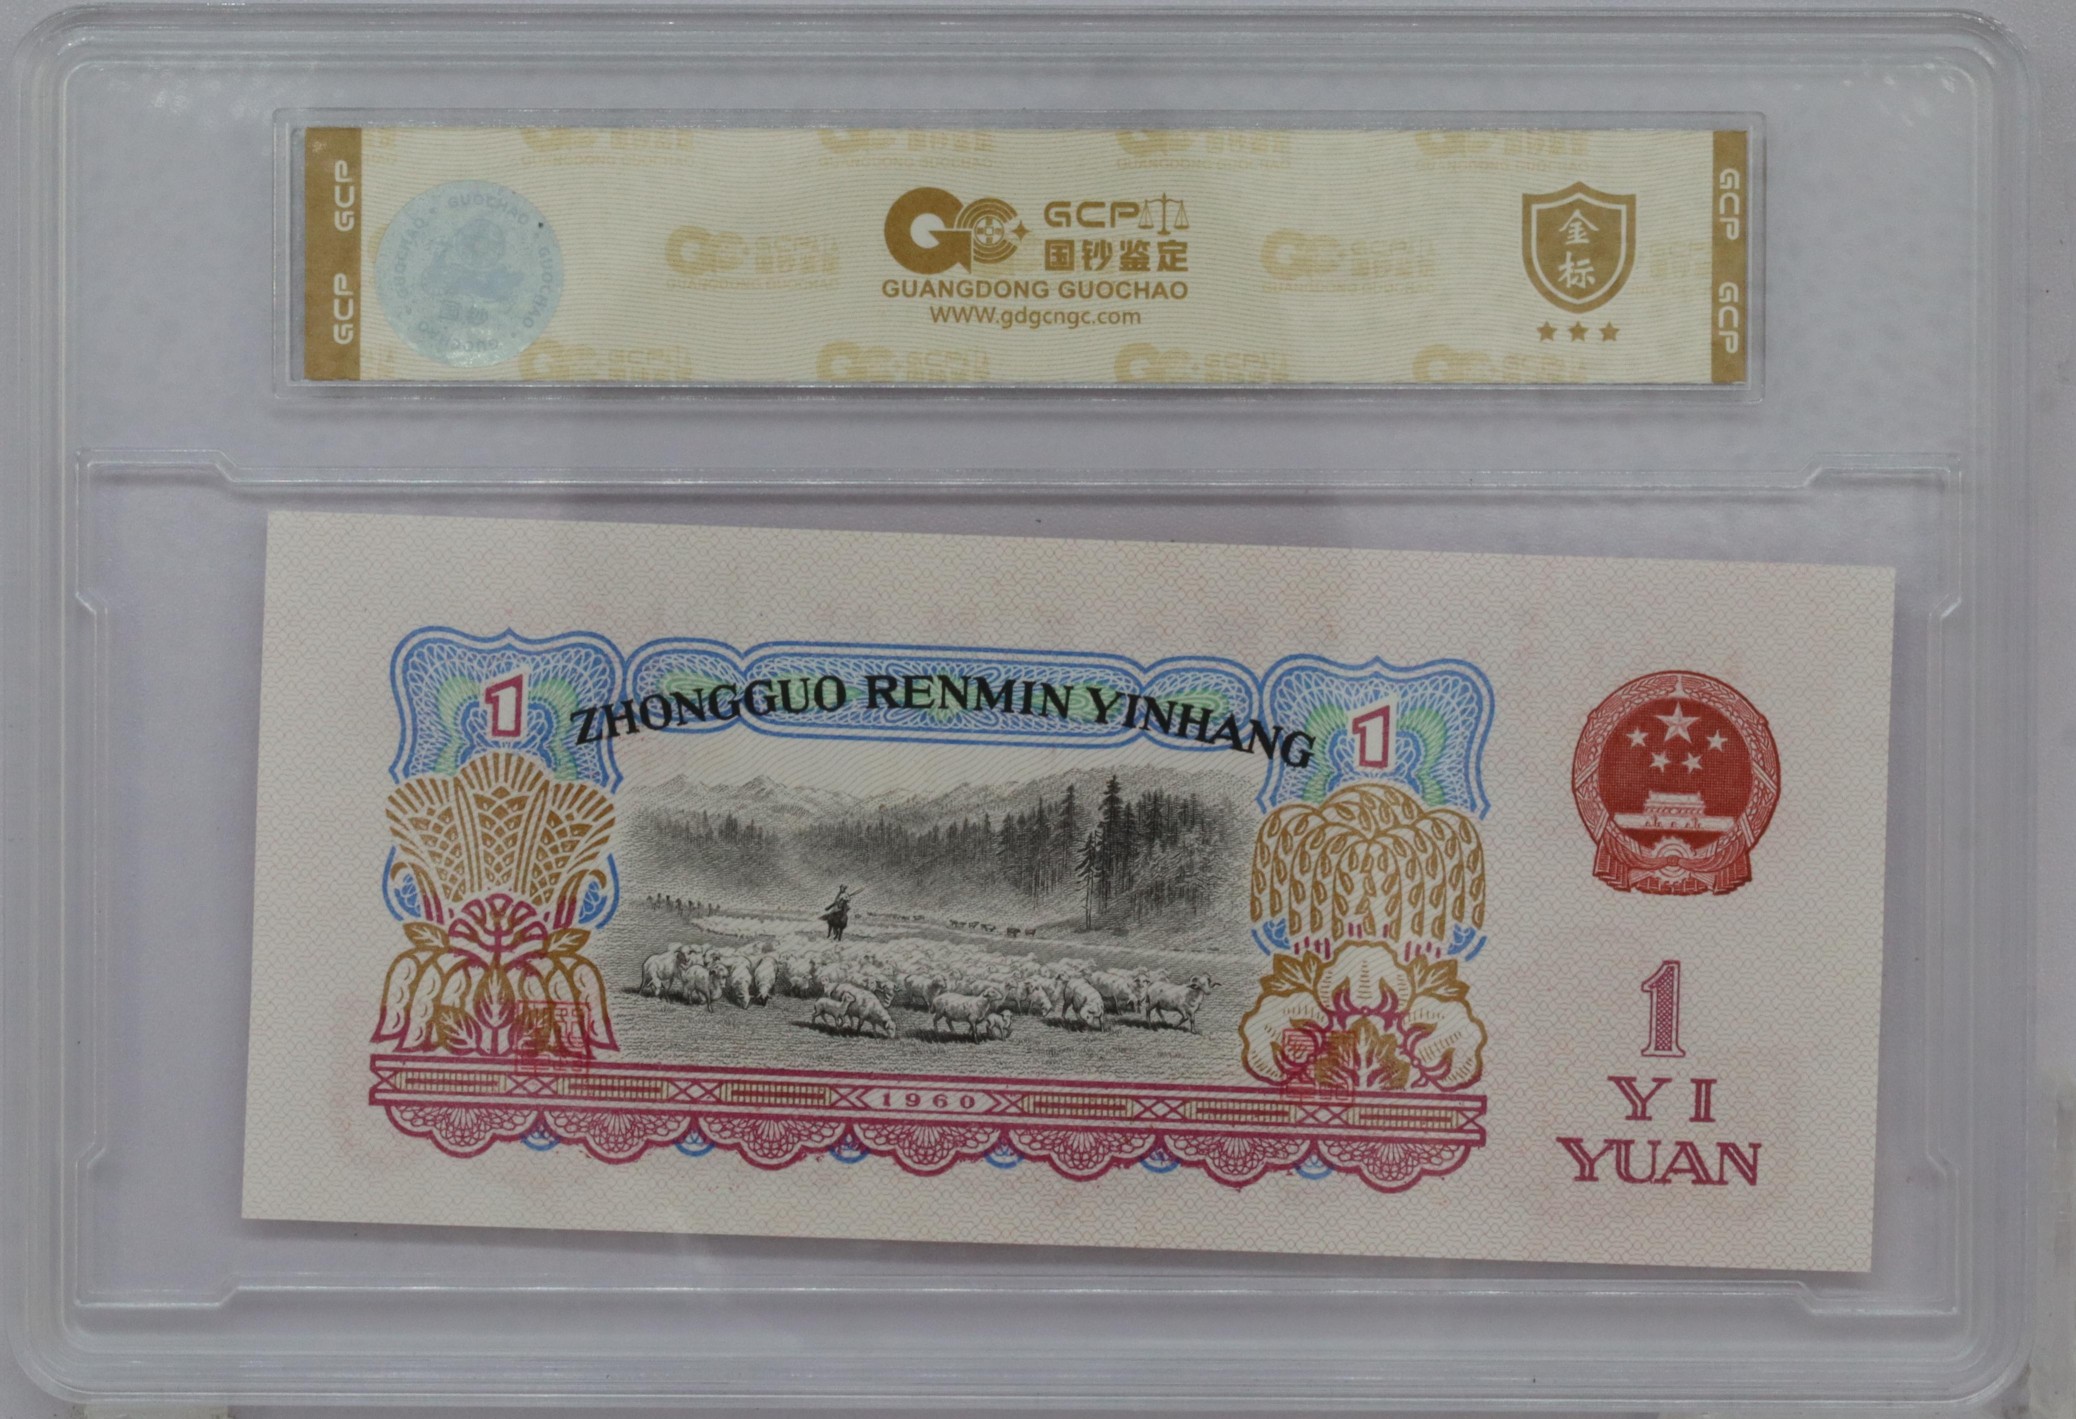 GCP
GCP
GUOCHAO
GCP
国钞鉴定
GUANGDONG GUOCHAO
www.gdgcngc.com
金
标
GCP
GCP
ZHONGGUO RENMIN YINHANG
1
1
1960
1
YI
YUAN